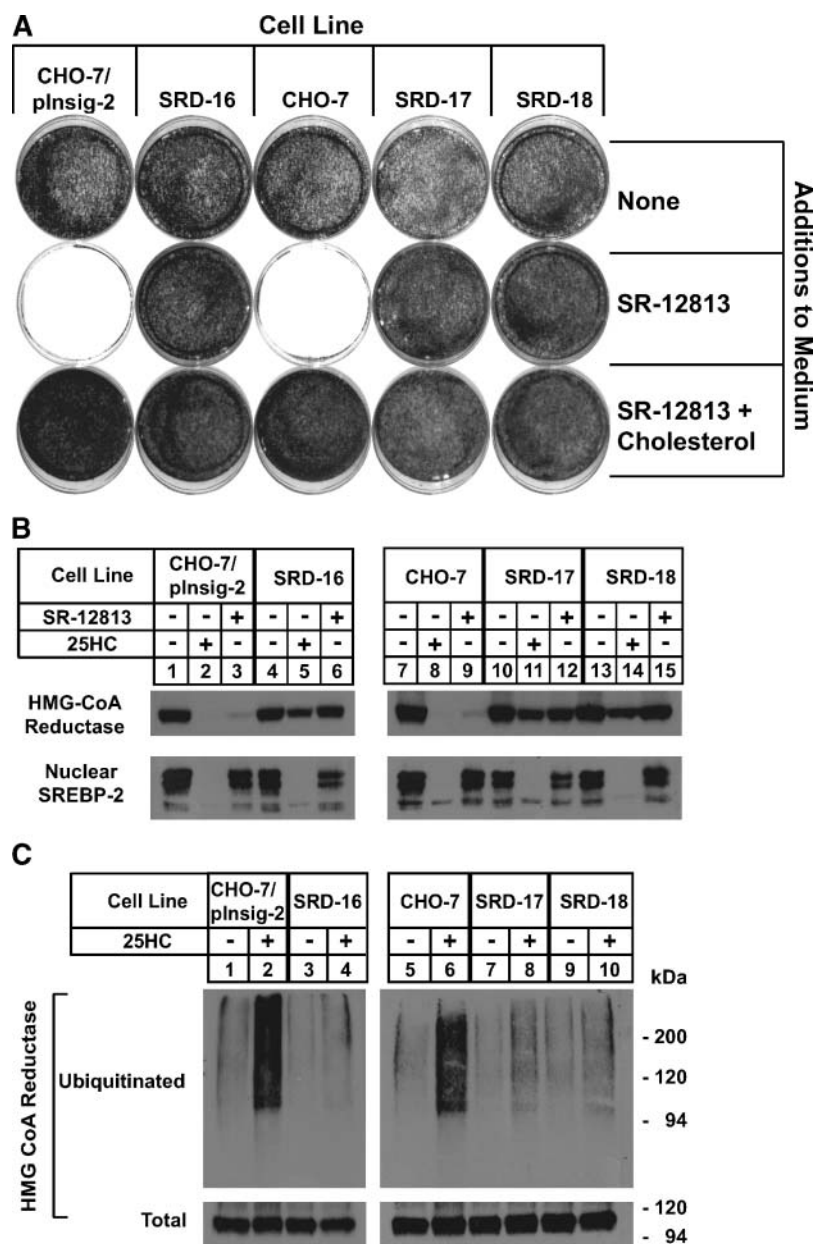 A
Cell Line
CHO-7/
pInsig-2
SRD-16
CHO-7
SRD-17
SRD-18
None
SR-12813
SR-12813 +
Cholesterol
Additions to Medium
B
Cell Line
CHO-7/
pInsig-2
SRD-16
CHO-7
SRD-17
SRD-18
SR-12813
- - + - - + - - + - - + - - +
25HC
- + - - + - - + - - + - - + -
1 2 3 4 5 6 7 8 9 10 11 12 13 14 15
HMG-CoA
Reductase
Nuclear
SREBP-2
C
Cell Line
CHO-7/
pInsig-2
SRD-16
CHO-7
SRD-17
SRD-18
25HC
- + - + - + - + - +
1 2 3 4 5 6 7 8 9 10
kDa
HMG CoA Reductase
Ubiquitinated
- 200
- 120
- 94
Total
- 120
- 94